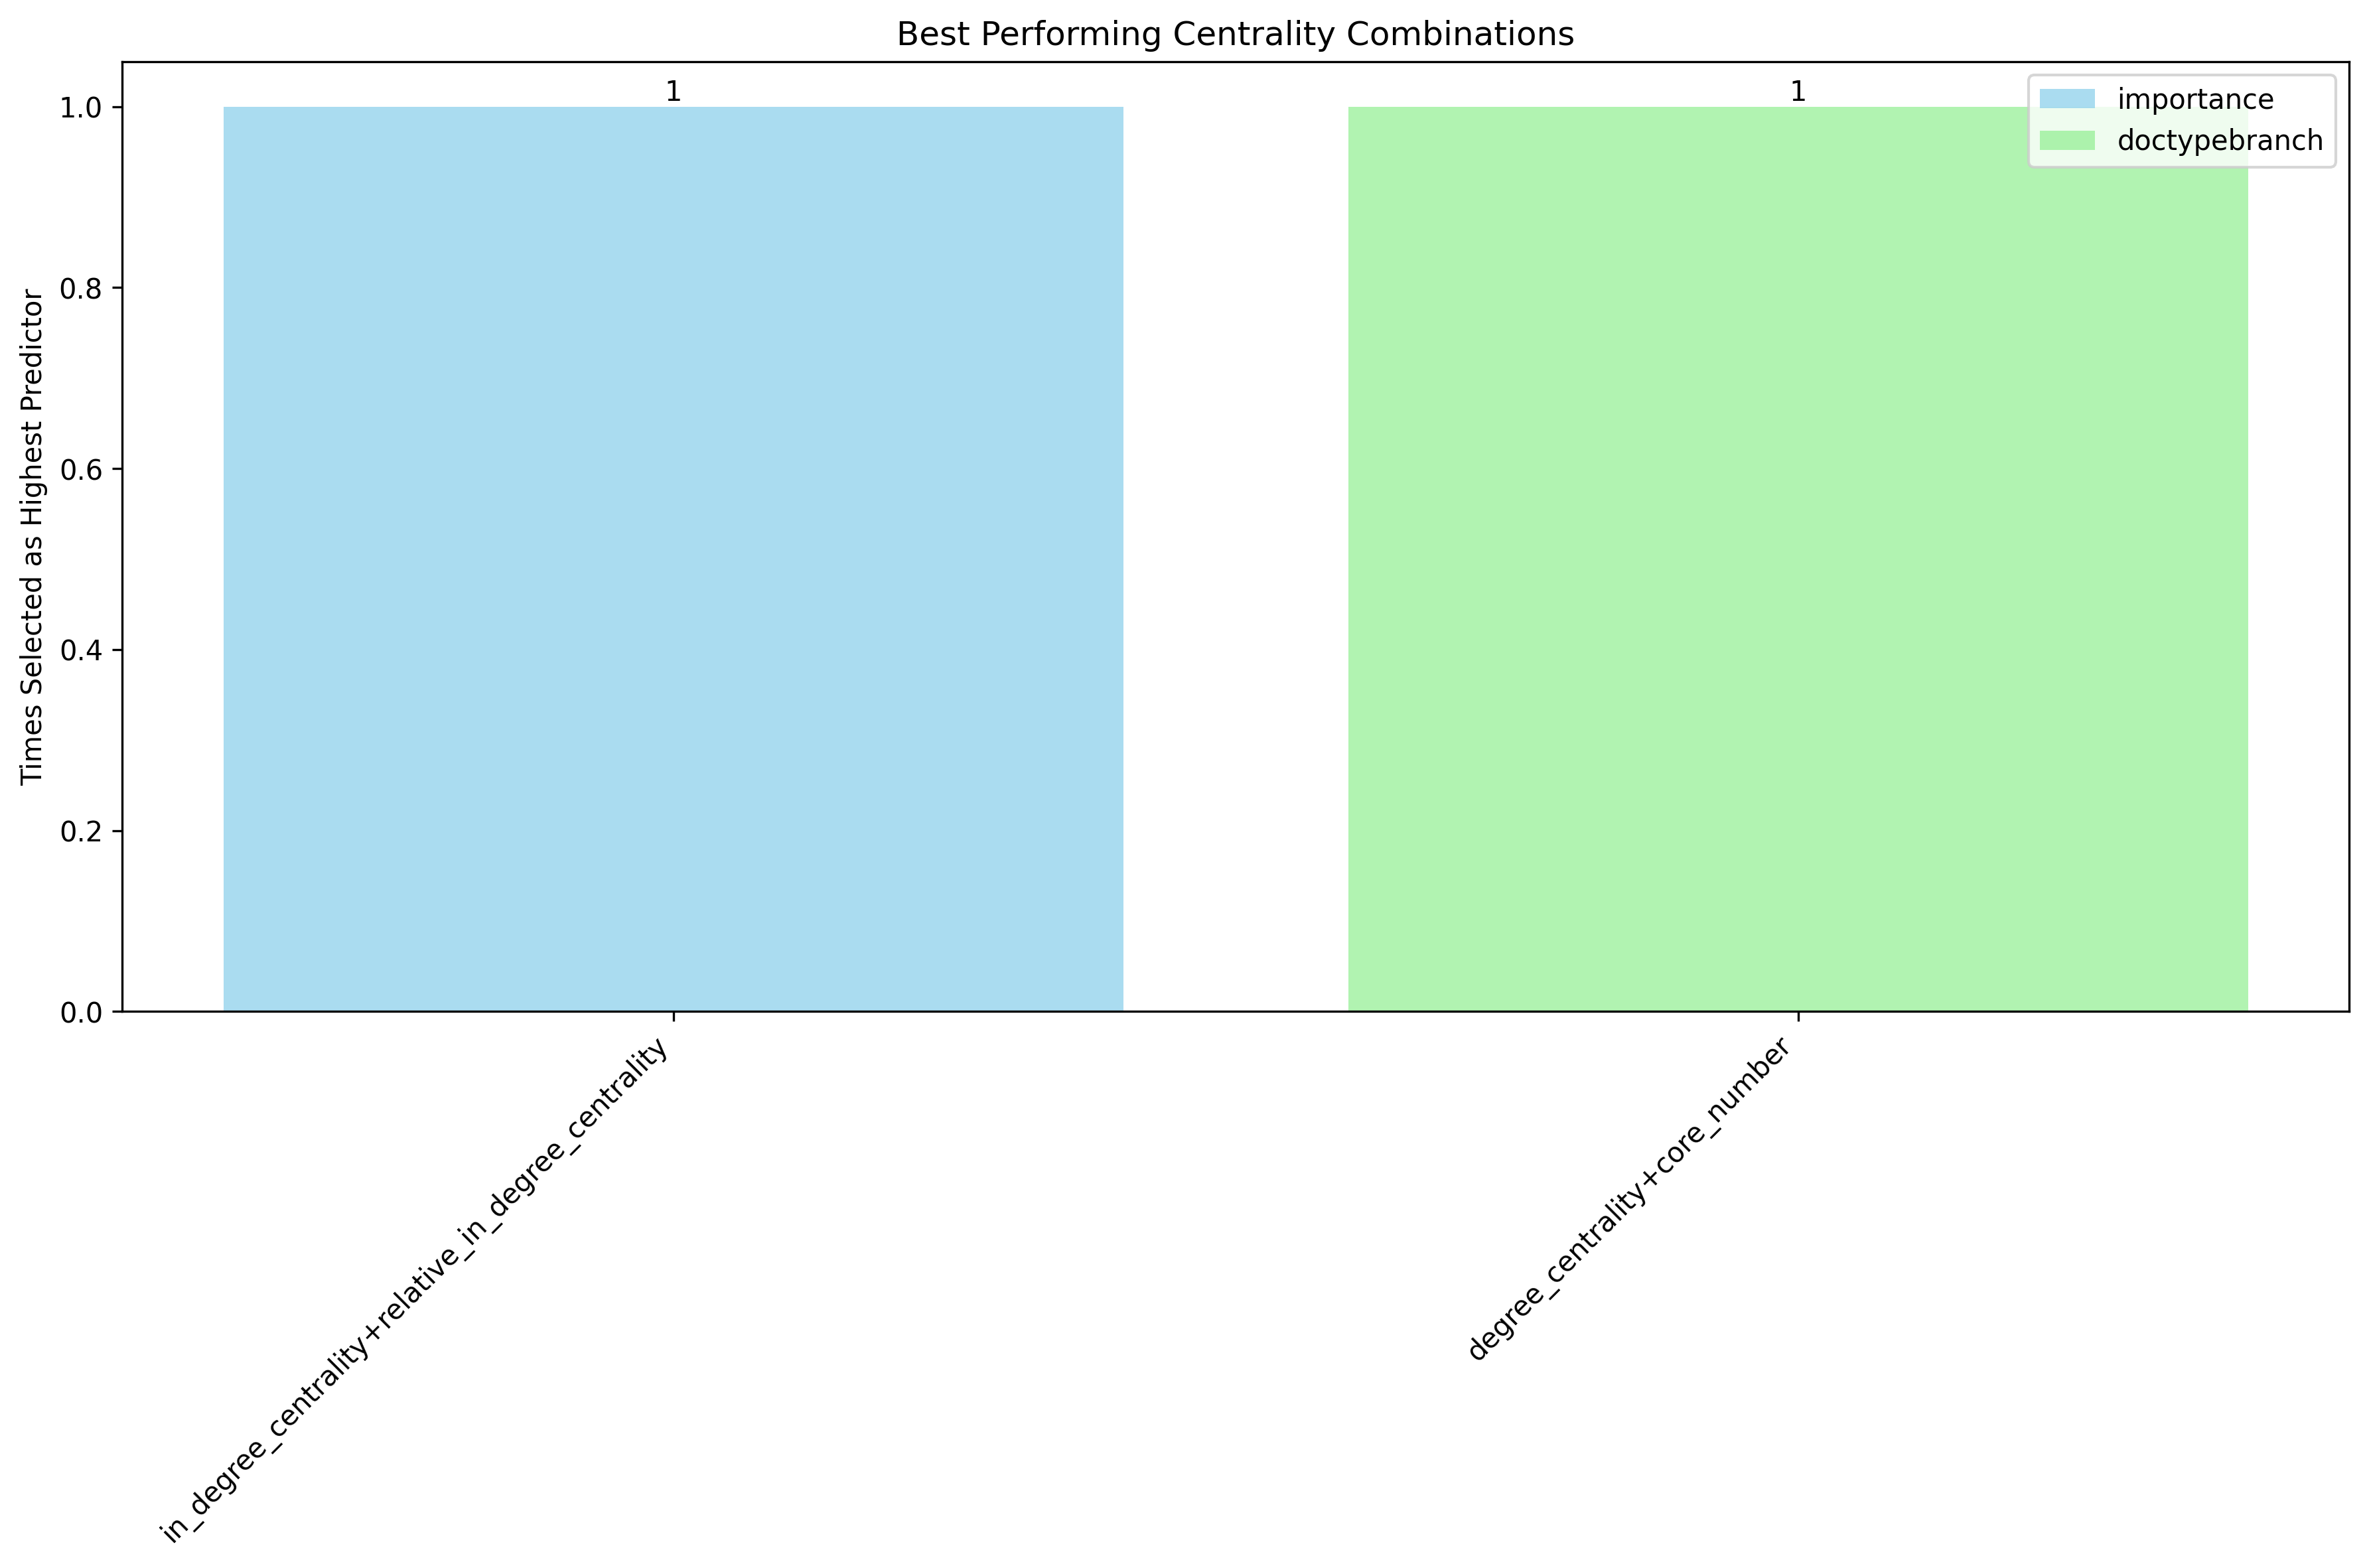 Best Performing Centrality Combinations
Times Selected as Highest Predictor
1.0
0.8
0.6
0.4
0.2
0.0
1
1
importance
doctypebranch
in_degree_centrality+relative_in_degree_centrality
degree_centrality+core_number